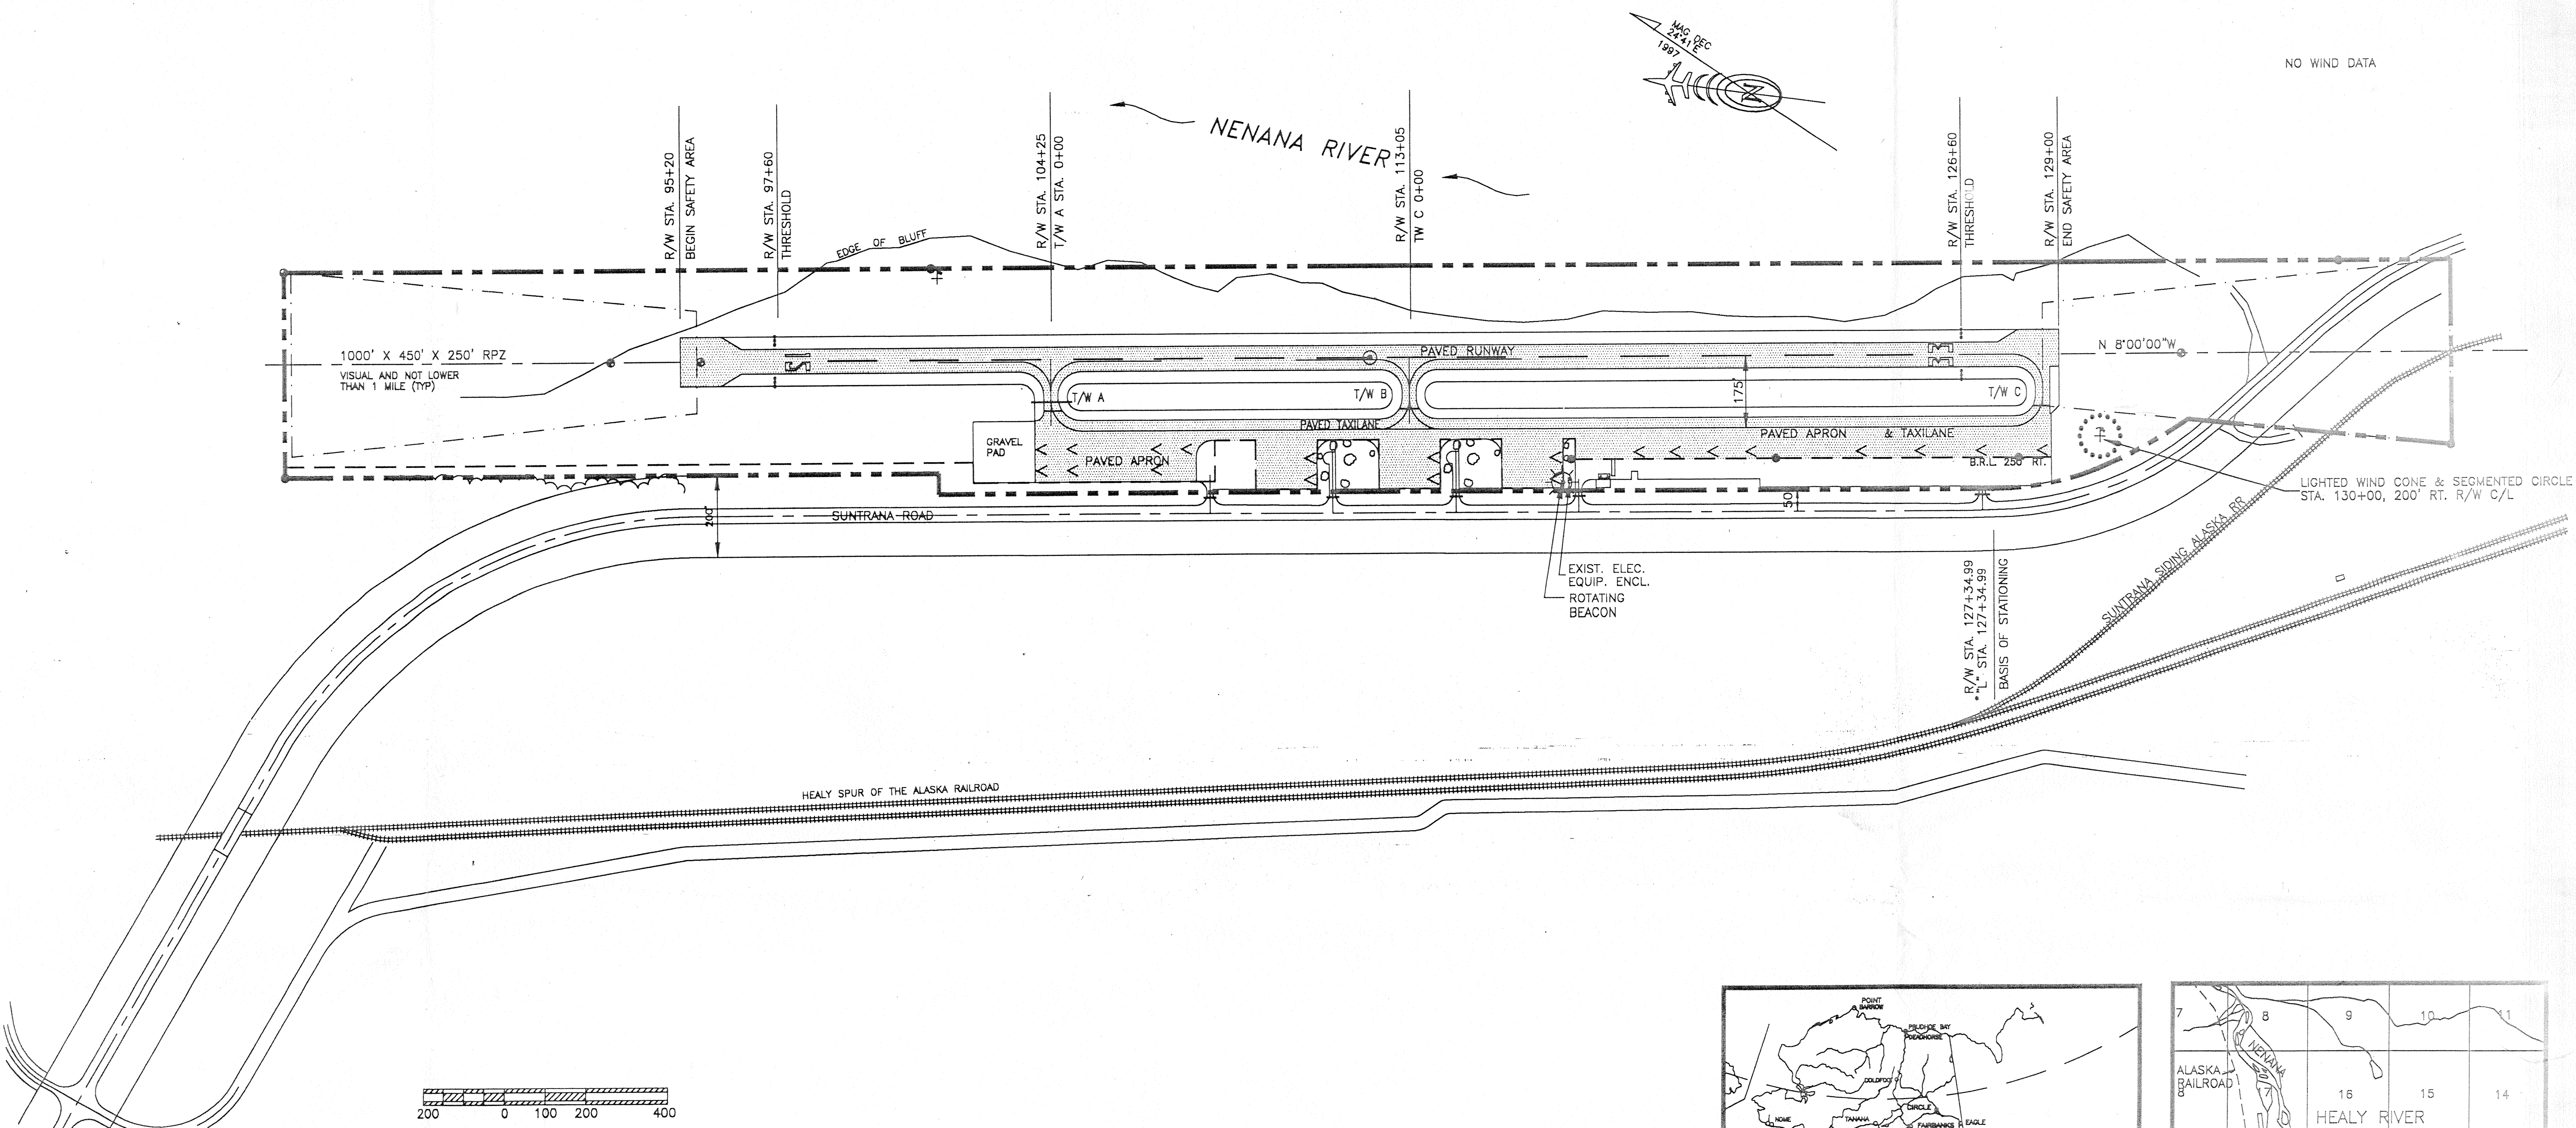 MAG DEC
24°41'E
1997
N
NO WIND DATA
NENANA RIVER
R/W STA. 95+20
BEGIN SAFETY AREA
R/W STA. 97+60
THRESHOLD
R/W STA. 104+25
T/W A STA. 0+00
R/W STA. 113+05
TW C 0+00
R/W STA. 126+60
THRESHOLD
R/W STA. 129+00
END SAFETY AREA
EDGE OF BLUFF
1000' X 450' X 250' RPZ
VISUAL AND NOT LOWER
THAN 1 MILE (TYP)
15
PAVED RUNWAY
33
N 8°00'00"W
T/W A
T/W B
175'
T/W C
PAVED TAXILANE
PAVED APRON & TAXILANE
GRAVEL
PAD
PAVED APRON
B.R.L. 250' RT.
LIGHTED WIND CONE & SEGMENTED CIRCLE
STA. 130+00, 200' RT. R/W C/L
200'
SUNTRANA ROAD
50'
EXIST. ELEC.
EQUIP. ENCL.
ROTATING
BEACON
R/W STA. 127+34.99
*"L" STA. 127+34.99
BASIS OF STATIONING
SUNTRANA SIDING ALASKA RR
HEALY SPUR OF THE ALASKA RAILROAD
200 0 100 200 400
POINT
BARROW
PRUDHOE BAY
DEADHORSE
COLDFOOT
CIRCLE
NOME
TANANA
FAIRBANKS
EAGLE
7 8 9 10 11
NENANA
ALASKA
RAILROAD
8
16 15 14
HEALY RIVER